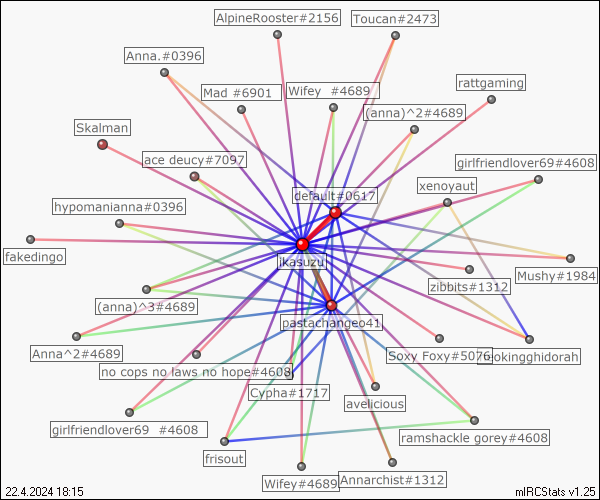 AlpineRooster#2156
Toucan#2473
Anna.#0396
rattgaming
Mad #6901
Wifey #4689
(anna)^2#4689
Skalman
ace deucy#7097
girlfriendlover69#4608
xenoyaut
default#0617
hypomanianna#0396
fakedingo
jkasuzu
Mushy#1984
zibbits#1312
(anna)^3#4689
pastachangeo41
Anna^2#4689
Soxy Foxy#5076
okingghidorah
no cops no laws no hope#4608
Cypha#1717
avelicious
girlfriendlover69 #4608
ramshackle gorey#4608
frisout
Wifey#4689
Annarchist#1312
22.4.2024 18:15
mIRCStats v1.25